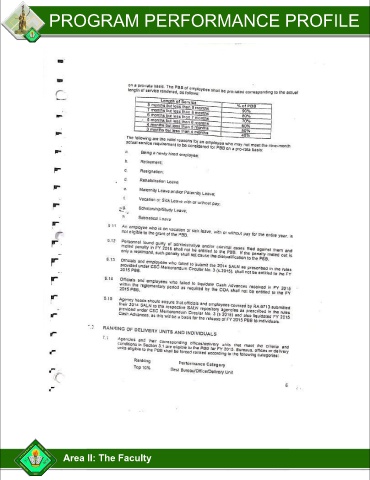 PROGRAM PERFORMANCE PROFILE
on a pro-rata basis. The PBB of employees shall be pro-rated corresponding to the actual
length of service rendered, as follows:
Length of Service % of PBB
8 months but less than 9 months 90%
7 months but less than 8 months 80%
6 months but less than 7 months 70%
5 months but less than 6 months 60%
4 months but less than 5 months 50%
3 months but less than 4 months 40%
The following are the valid reasons for an employee who may not meet the nine-month
actual service requirement to be considered for PBB on a pro-rata basis:
a. Being a newly hired employee
b. Retirement;
c. Resignation;
d. Rehabilitation Leave
e. Maternity Leave and/or Paternity Leave;
f. Vacation or Sick Leave with or without pay;
g. Scholarship/Study Leave;
h. Sabbatical Leave
An employee who is on vacation or sick leave, with or without pay for the entire year, is
not eligible to the grant of the PBB.
Personnel found guilty of administrative and/or criminal cases filed against them and
meted penalty in FY 2015 shall not be entitled to the PBB. If the penalty meted out is
only a reprimand, such penalty shall not cause the disqualification to the PBB.
Officials and employees who failed to submit the 2014 SALN as prescribed in the rules
provided under CSC Memorandum Circular No. 3 (s.2015), shall not be entitled to the FY
2015 PBB.
Officials and employees who failed to liquidate Cash Advances received in FY 2015
within the reglementary period as required by the COA shall not be entitled to the FY
2015 PBB.
Agency heads should ensure that officials and employees covered by RA 6713 submitted
their 2014 SALN to the respective SALN repository agencies as prescribed in the rules
provided under CSC Memorandum Circular No. 3 (s.2015) and also liquidated FY 2015
Cash Advances, as this will be a basis for the release of FY 2015 PBB to individuals.
RANKING OF DELIVERY UNITS AND INDIVIDUALS
Agencies and their corresponding offices/delivery units that meet the criteria and
conditions in Section 3.1 are eligible to the PBB for FY 2015. Bureaus, offices or delivery
units eligible to the PBB shall be forced ranked according to the following categories:
Ranking Performance Category
Top 10% Best Bureau/Office/Delivery Unit
6
Area II: The Faculty